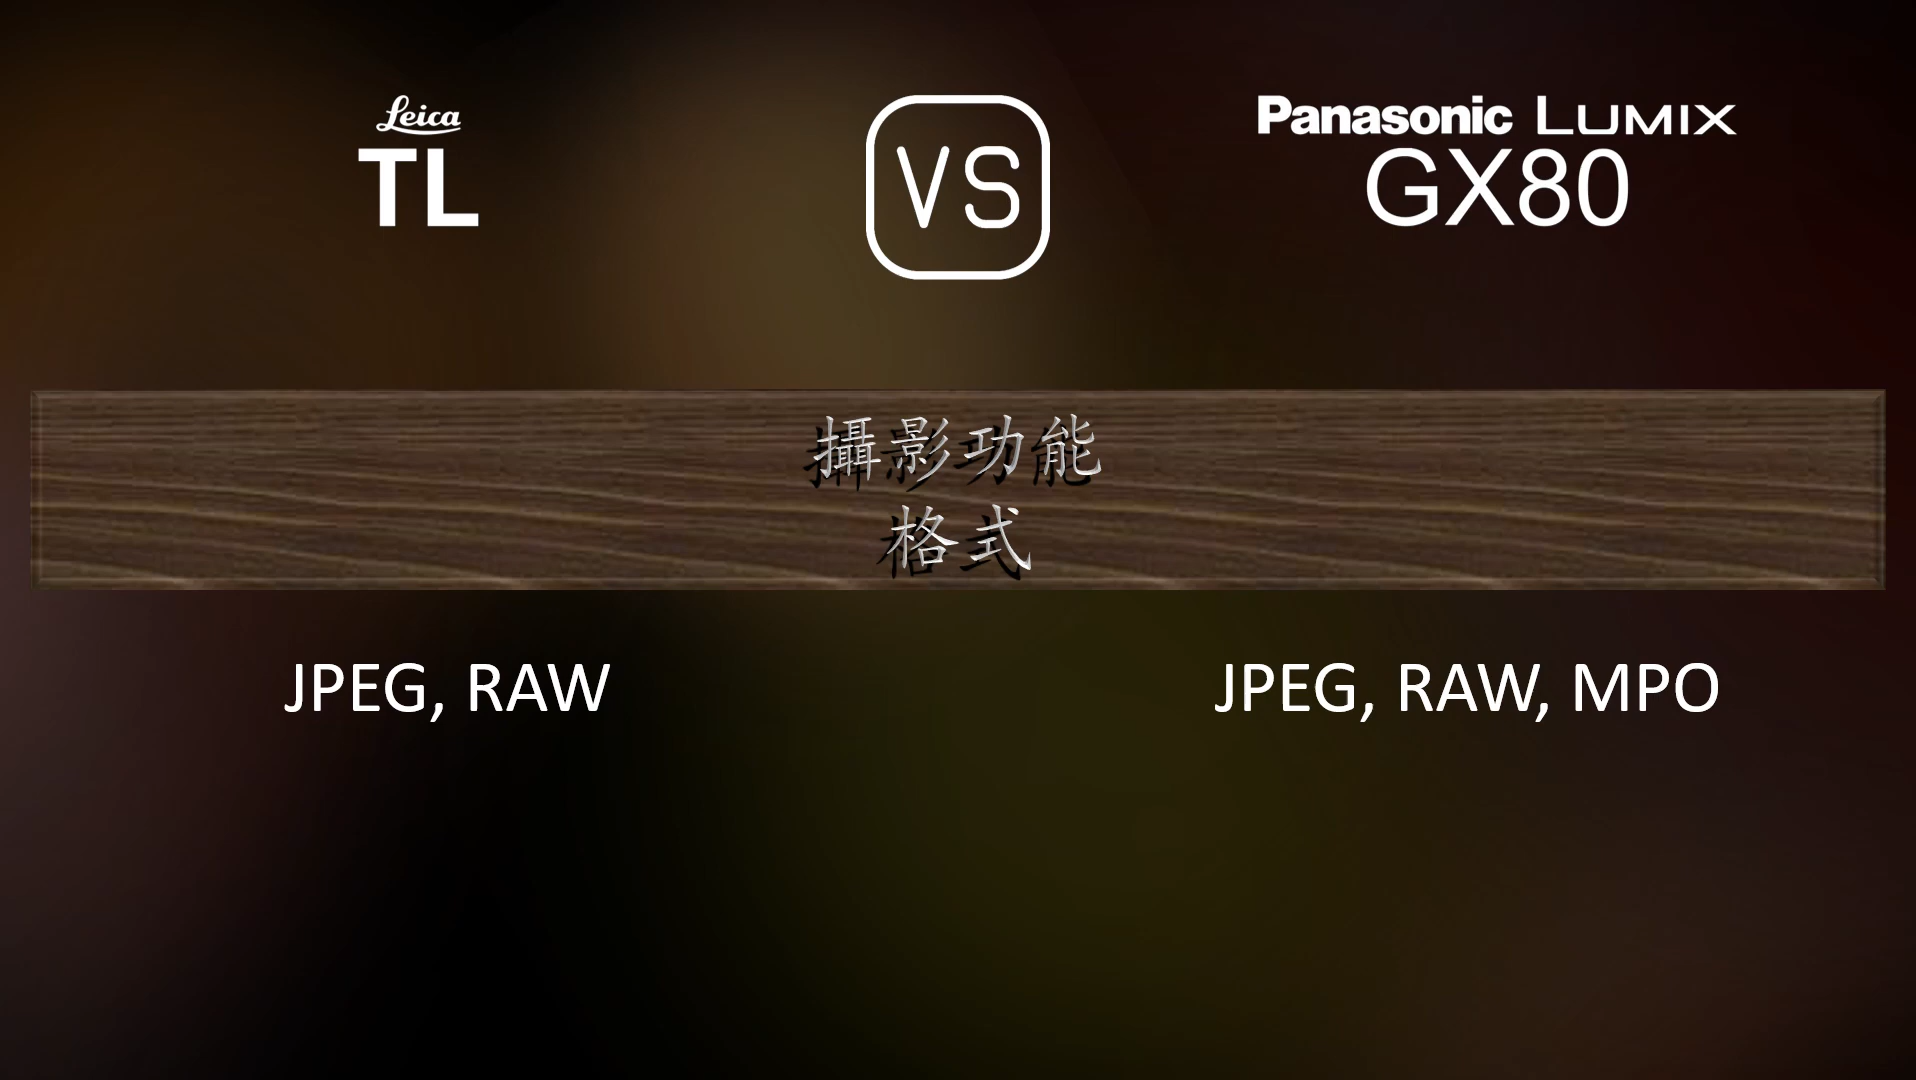 Leica
TL
VS
Panasonic LUMIX
GX80
攝影功能
格式
JPEG, RAW
JPEG, RAW, MPO